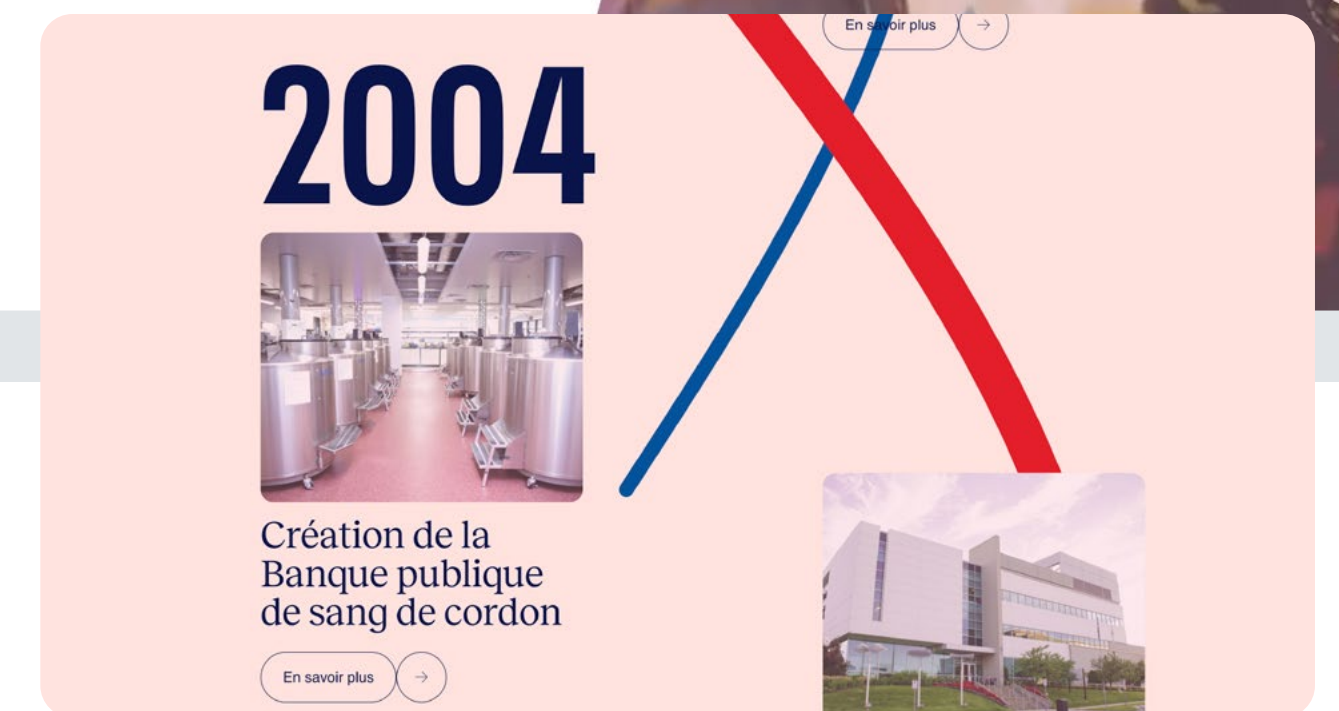 En savoir plus
2004
Création de la
Banque publique
de sang de cordon
En savoir plus